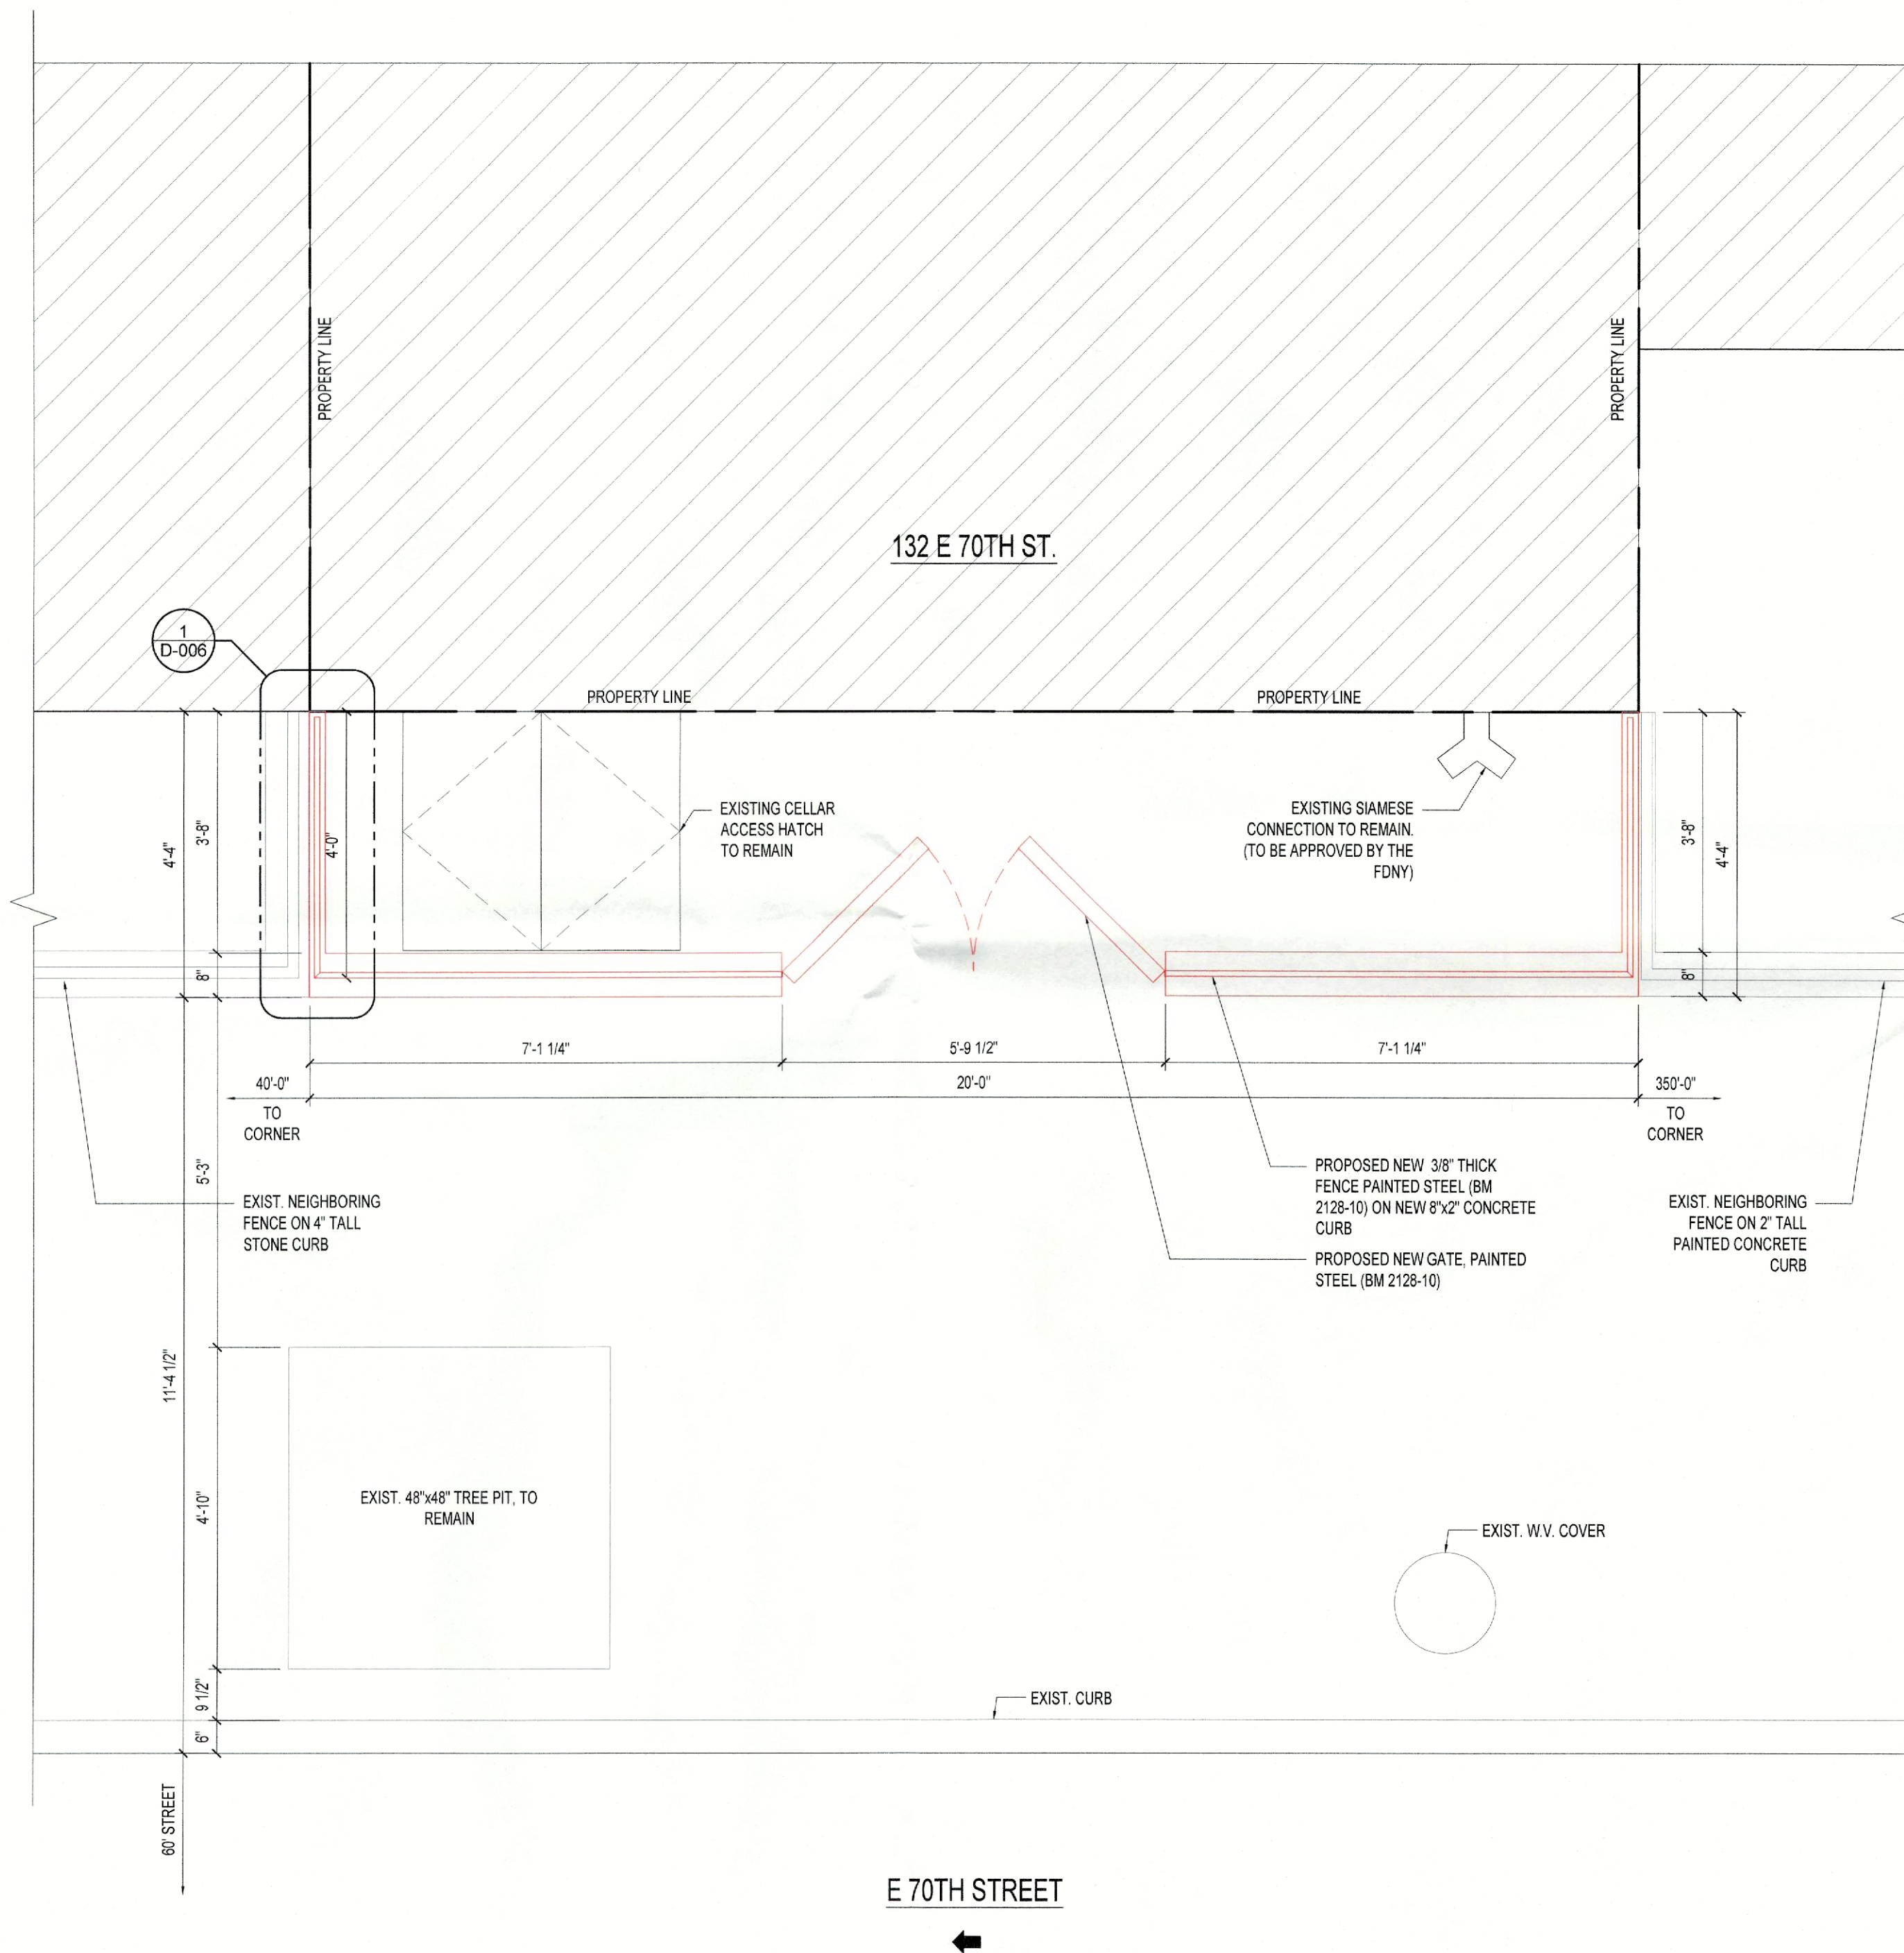 PROPERTY LINE
PROPERTY LINE
132 E 70TH ST.
1
D-006
PROPERTY LINE
PROPERTY LINE
4'-4"
3'-8"
8"
4'-0"
EXISTING CELLAR
ACCESS HATCH
TO REMAIN
EXISTING SIAMESE
CONNECTION TO REMAIN.
(TO BE APPROVED BY THE
FDNY)
3'-8"
4'-4"
8"
7'-1 1/4"
5'-9 1/2"
7'-1 1/4"
40'-0"
TO
CORNER
20'-0"
350'-0"
TO
CORNER
5'-3"
EXIST. NEIGHBORING
FENCE ON 4" TALL
STONE CURB
PROPOSED NEW 3/8" THICK
FENCE PAINTED STEEL (BM
2128-10) ON NEW 8"x2" CONCRETE
CURB
PROPOSED NEW GATE, PAINTED
STEEL (BM 2128-10)
EXIST. NEIGHBORING
FENCE ON 2" TALL
PAINTED CONCRETE
CURB
11'-4 1/2"
4'-10"
EXIST. 48"x48" TREE PIT, TO
REMAIN
EXIST. W.V. COVER
9 1/2"
EXIST. CURB
6"
60' STREET
E 70TH STREET